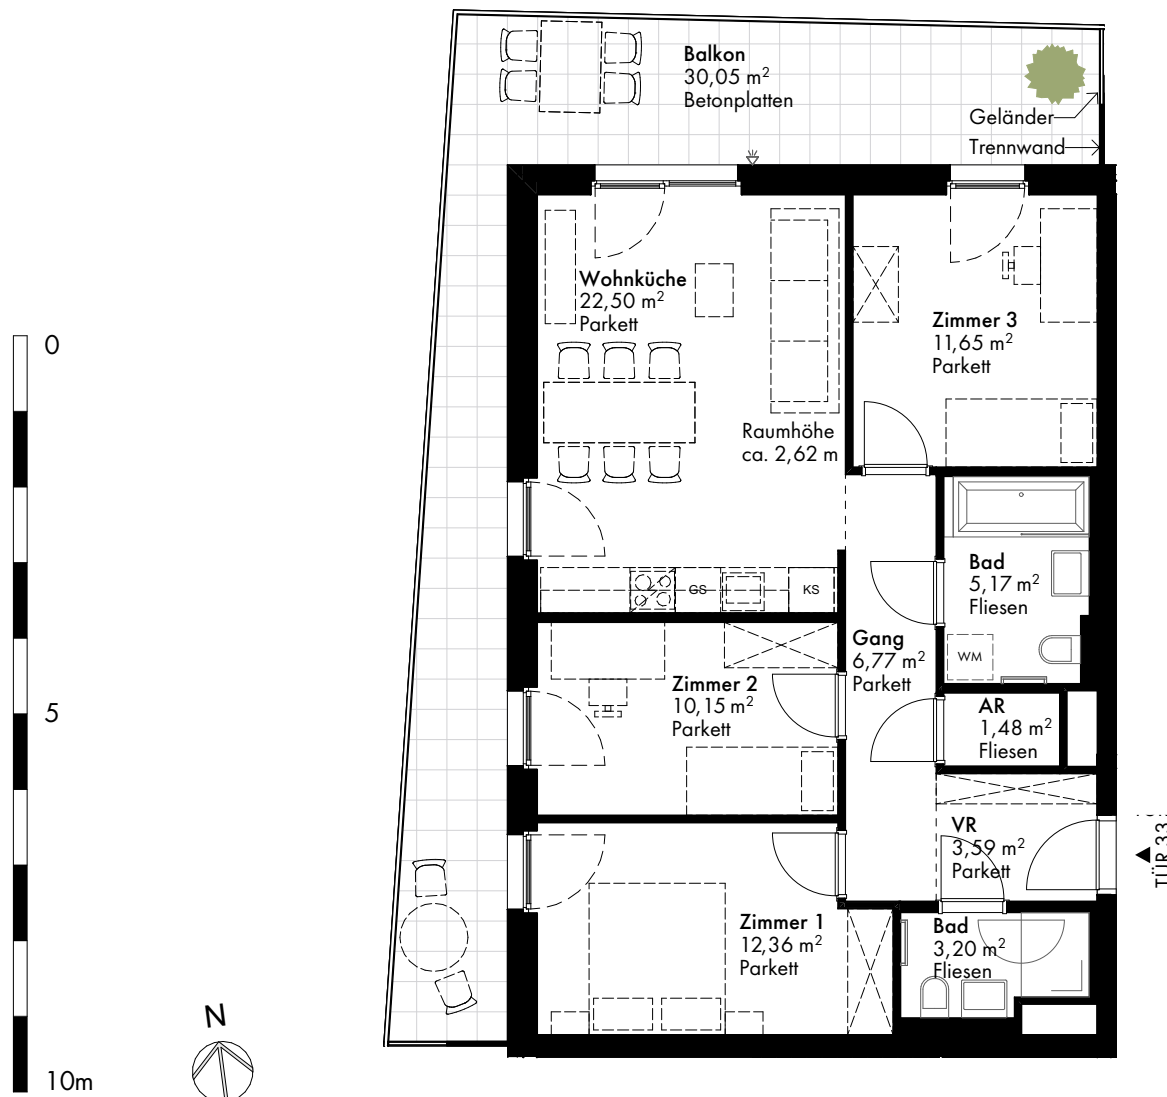 Balkon
30,05 m²
Betonplatten
Geländer
Trennwand
Wohnküche
22,50 m²
Parkett
Zimmer 3
11,65 m²
Parkett
Raumhöhe
ca. 2,62 m
0
5
10m
GS
KS
Bad
5,17 m²
Fliesen
WM
Gang
6,77 m²
Parkett
Zimmer 2
10,15 m²
Parkett
AR
1,48 m²
Fliesen
VR
3,59 m²
Parkett
Zimmer 1
12,36 m²
Parkett
Bad
3,20 m²
Fliesen
TÜR 33
N